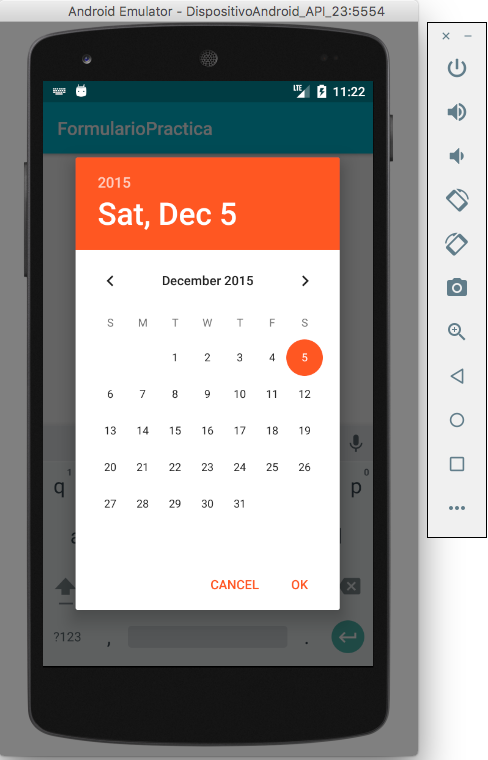 Android Emulator - DispositivoAndroid_API_23:5554
LTE 11:22
FormularioPractica
2015
Sat, Dec 5
December 2015
S M T W T F S
1 2 3 4 5
6 7 8 9 10 11 12
13 14 15 16 17 18 19
20 21 22 23 24 25 26
27 28 29 30 31
1 0
q p
CANCEL OK
?123 , .